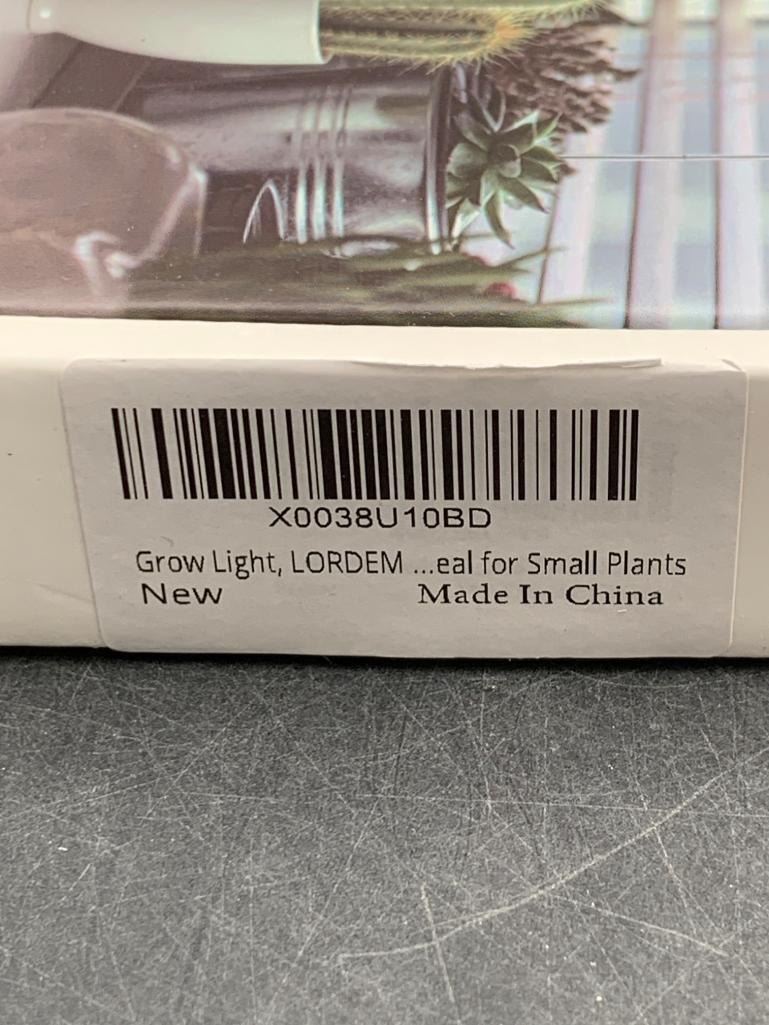 X0038U10BD
Grow Light, LORDEM ...eal for Small Plants
New Made In China